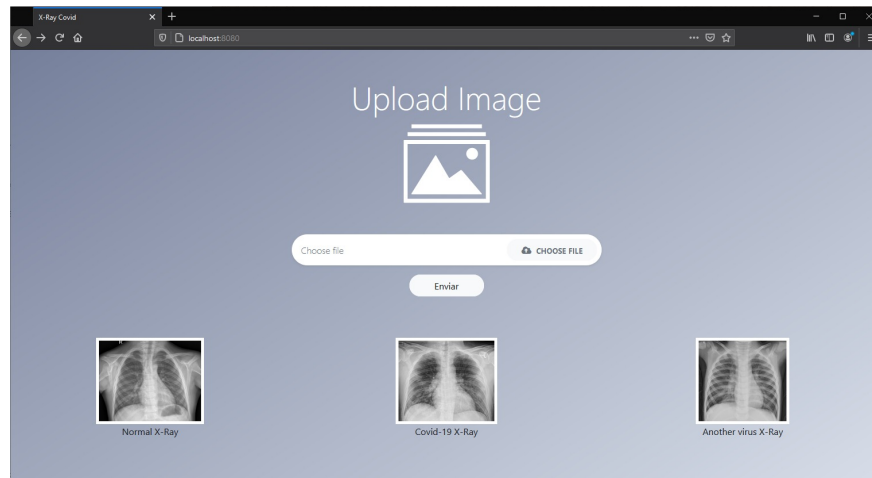 X-Ray Covid
localhost:8080
Upload Image
Choose file
CHOOSE FILE
Enviar
R
Normal X-Ray
Covid-19 X-Ray
Another virus X-Ray